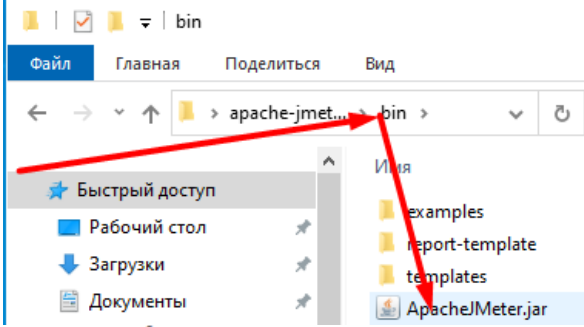 bin
Файл Главная Поделиться Вид
apache-jmet... bin
Имя
Быстрый доступ
Рабочий стол
Загрузки
Документы
examples
report-template
templates
ApacheJMeter.jar